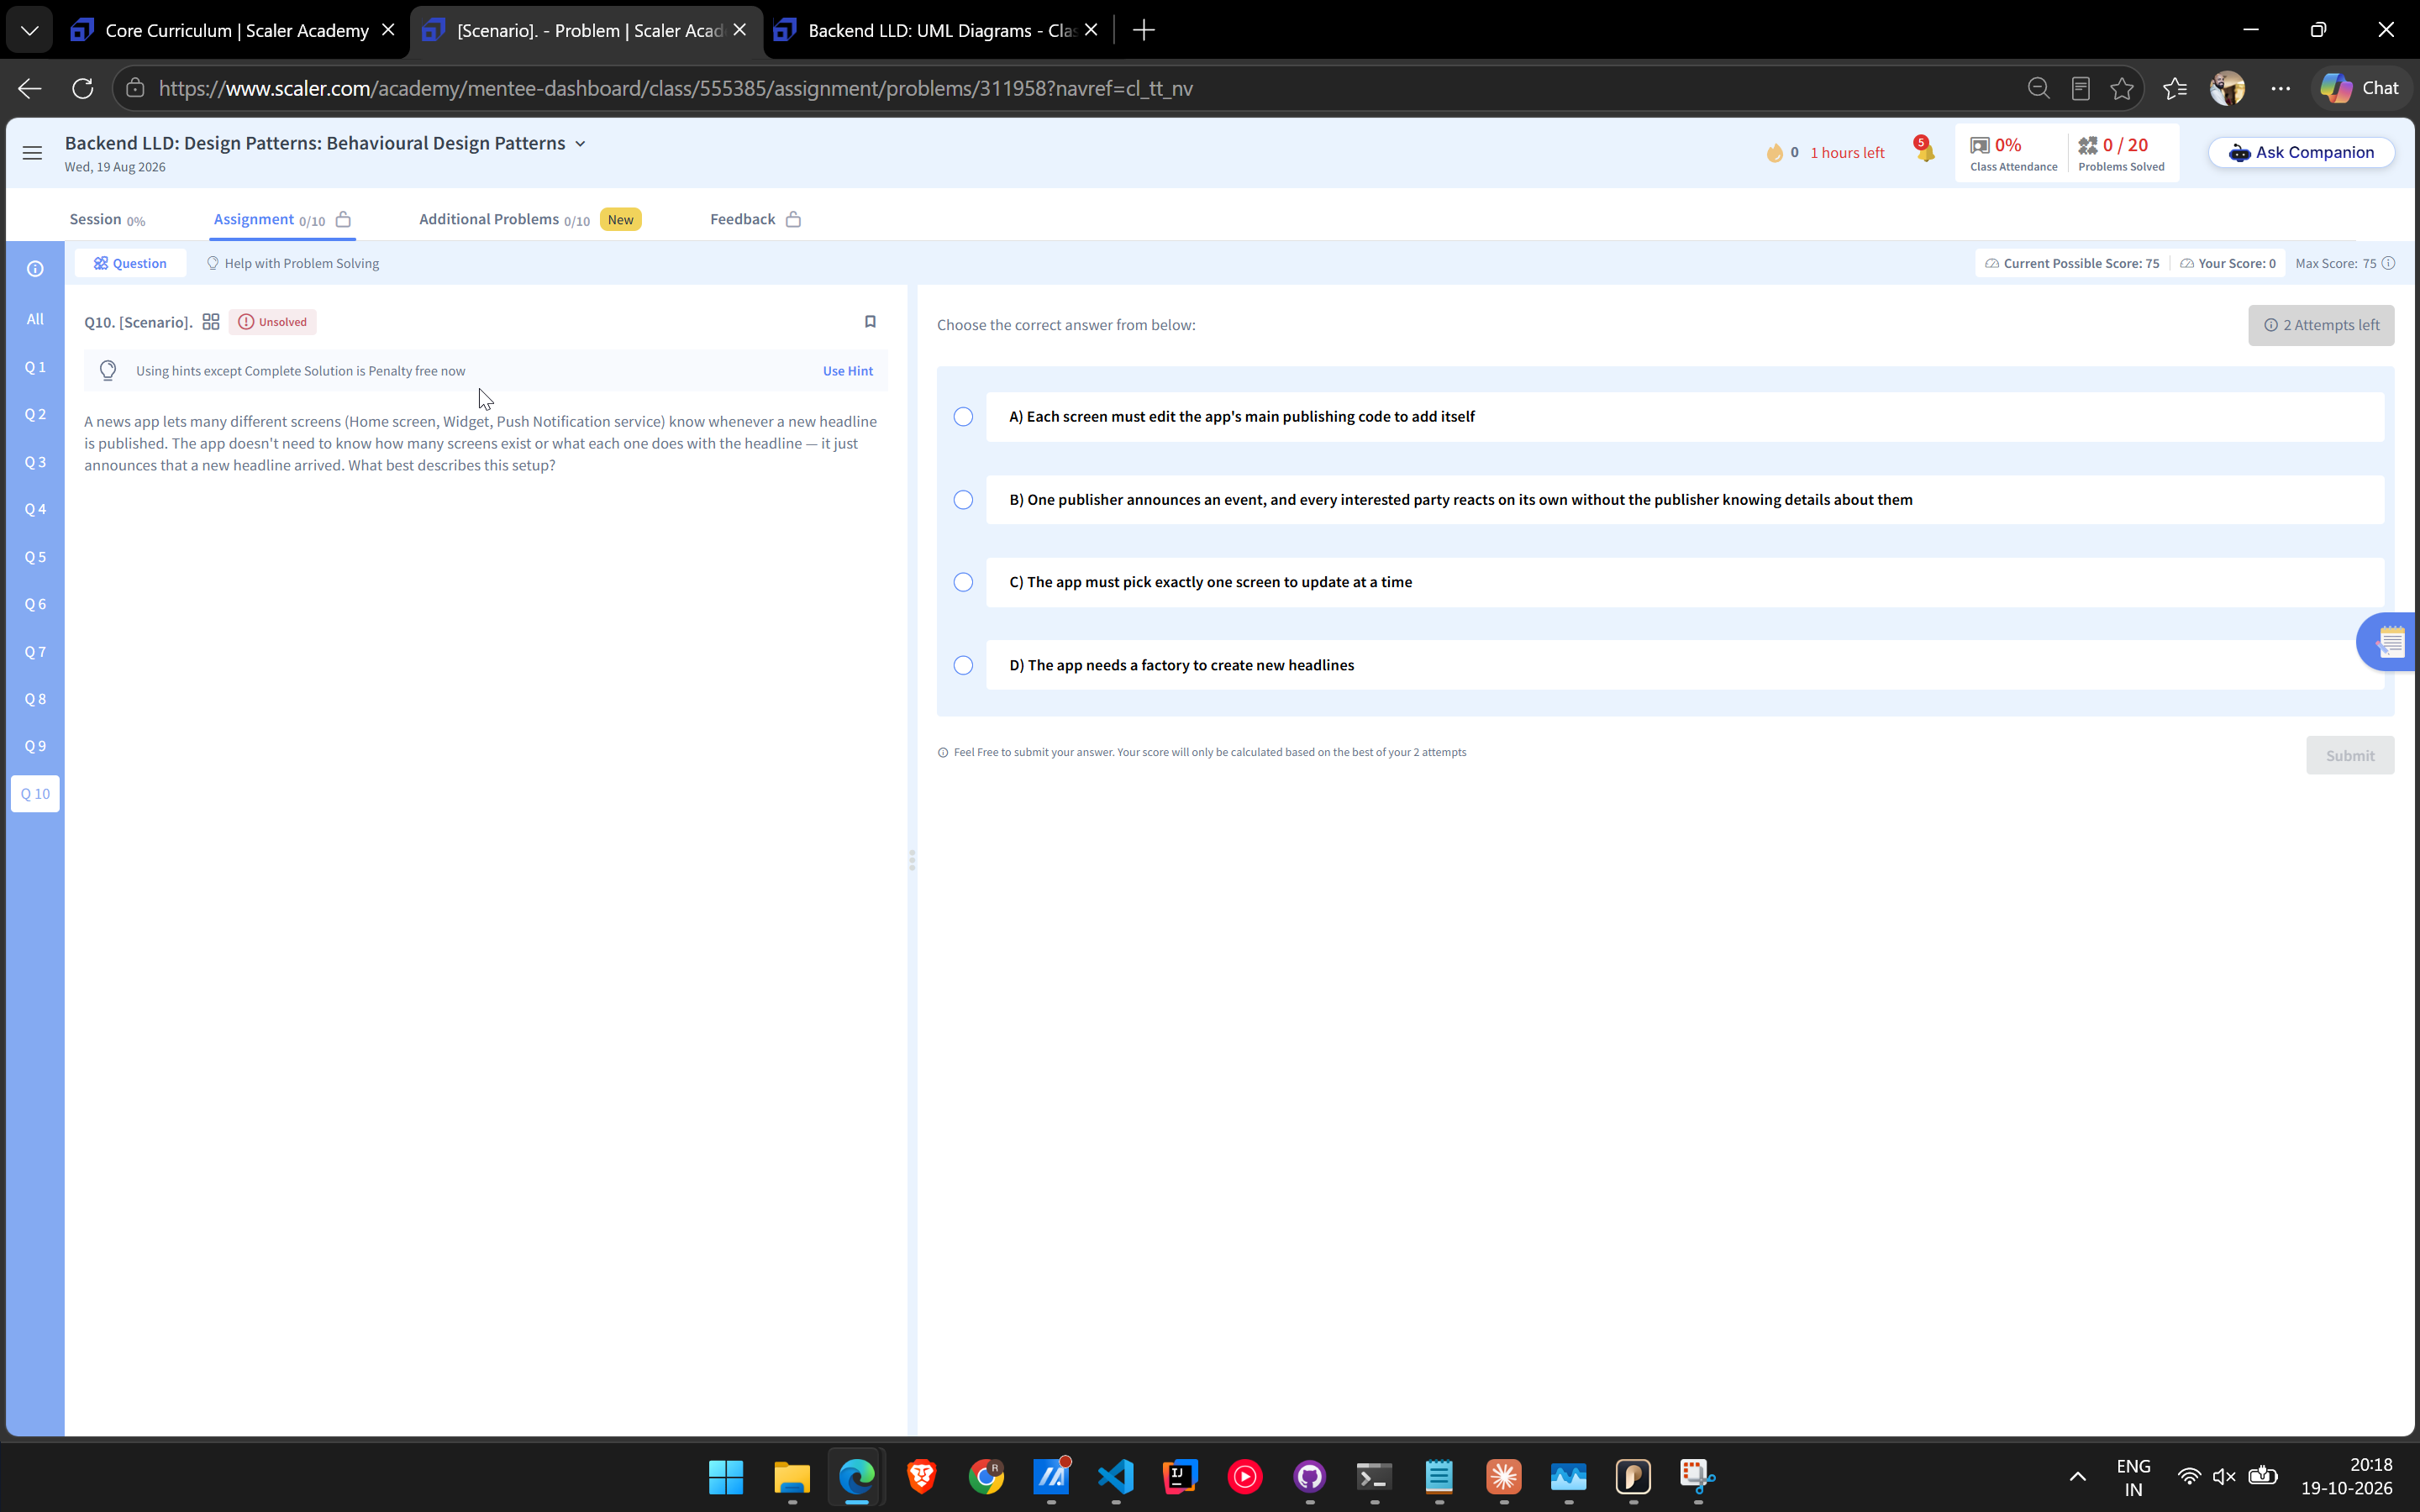 Core Curriculum | Scaler Academy
[Scenario]. - Problem | Scaler Acad
Backend LLD: UML Diagrams - Clas
https://www.scaler.com/academy/mentee-dashboard/class/555385/assignment/problems/311958?navref=cl_tt_nv
Chat
Backend LLD: Design Patterns: Behavioural Design Patterns
Wed, 19 Aug 2026
0 1 hours left
5
0%
Class Attendance
0 / 20
Problems Solved
Ask Companion
Session 0%
Assignment 0/10
Additional Problems 0/10 New
Feedback
Question
Help with Problem Solving
Current Possible Score: 75
Your Score: 0
Max Score: 75
All
Q 1
Q 2
Q 3
Q 4
Q 5
Q 6
Q 7
Q 8
Q 9
Q 10
Q10. [Scenario].
Unsolved
Using hints except Complete Solution is Penalty free now
Use Hint
A news app lets many different screens (Home screen, Widget, Push Notification service) know whenever a new headline
is published. The app doesn't need to know how many screens exist or what each one does with the headline — it just
announces that a new headline arrived. What best describes this setup?
Choose the correct answer from below:
2 Attempts left
A) Each screen must edit the app's main publishing code to add itself
B) One publisher announces an event, and every interested party reacts on its own without the publisher knowing details about them
C) The app must pick exactly one screen to update at a time
D) The app needs a factory to create new headlines
Feel Free to submit your answer. Your score will only be calculated based on the best of your 2 attempts
Submit
R
IJ
ENG
IN
20:18
19-10-2026